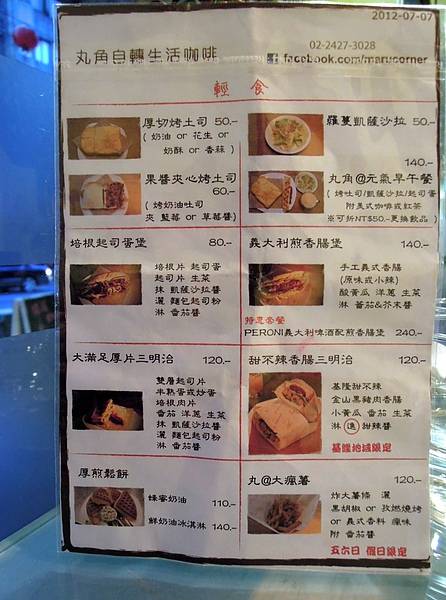 2012-07-07
丸角自轉生活咖啡
02-2427-3028
facebook.com/marucorner
輕食
厚切烤土司 50.-
( 奶油 or 花生 or
奶酥 or 香蒜 )
果醬夾心烤土司
60.-
( 烤奶油吐司
夾 藍莓 or 草莓醬 )
羅蔓凱薩沙拉 50.-
140.-
丸角@元氣早午餐
( 烤吐司/凱薩沙拉/起司蛋
附美式咖啡或紅茶
※可折NT$50.-更換飲品 )
培根起司蛋堡 80.-
培根片 起司蛋
起司片 生菜
抹 凱薩沙拉醬
灑 麵包起司粉
淋 番茄醬
義大利煎香腸堡 140.-
手工義式香腸
(原味或小辣)
酸黃瓜 洋蔥 生菜
淋 蕃茄&芥末醬
特惠套餐
PERONI義大利啤酒配煎香腸堡 240.-
大滿足厚片三明治 120.-
雙層起司片
半熟蛋或炒蛋
培根肉片
番茄 洋蔥 生菜
抹 凱薩沙拉醬
灑 麵包起司粉
淋 番茄醬
甜不辣香腸三明治 120.-
基隆甜不辣
金山黑豬肉香腸
小黃瓜 番茄 生菜
淋 甜辣醬
基隆地域限定
厚煎鬆餅
蜂蜜奶油 110.-
鮮奶油冰淇淋 140.-
丸@大瘋薯 120.-
炸大薯條 灑
黑胡椒 or 孜燃燒烤
or 義式香料 瘋味
附 番茄醬
五六日 假日限定